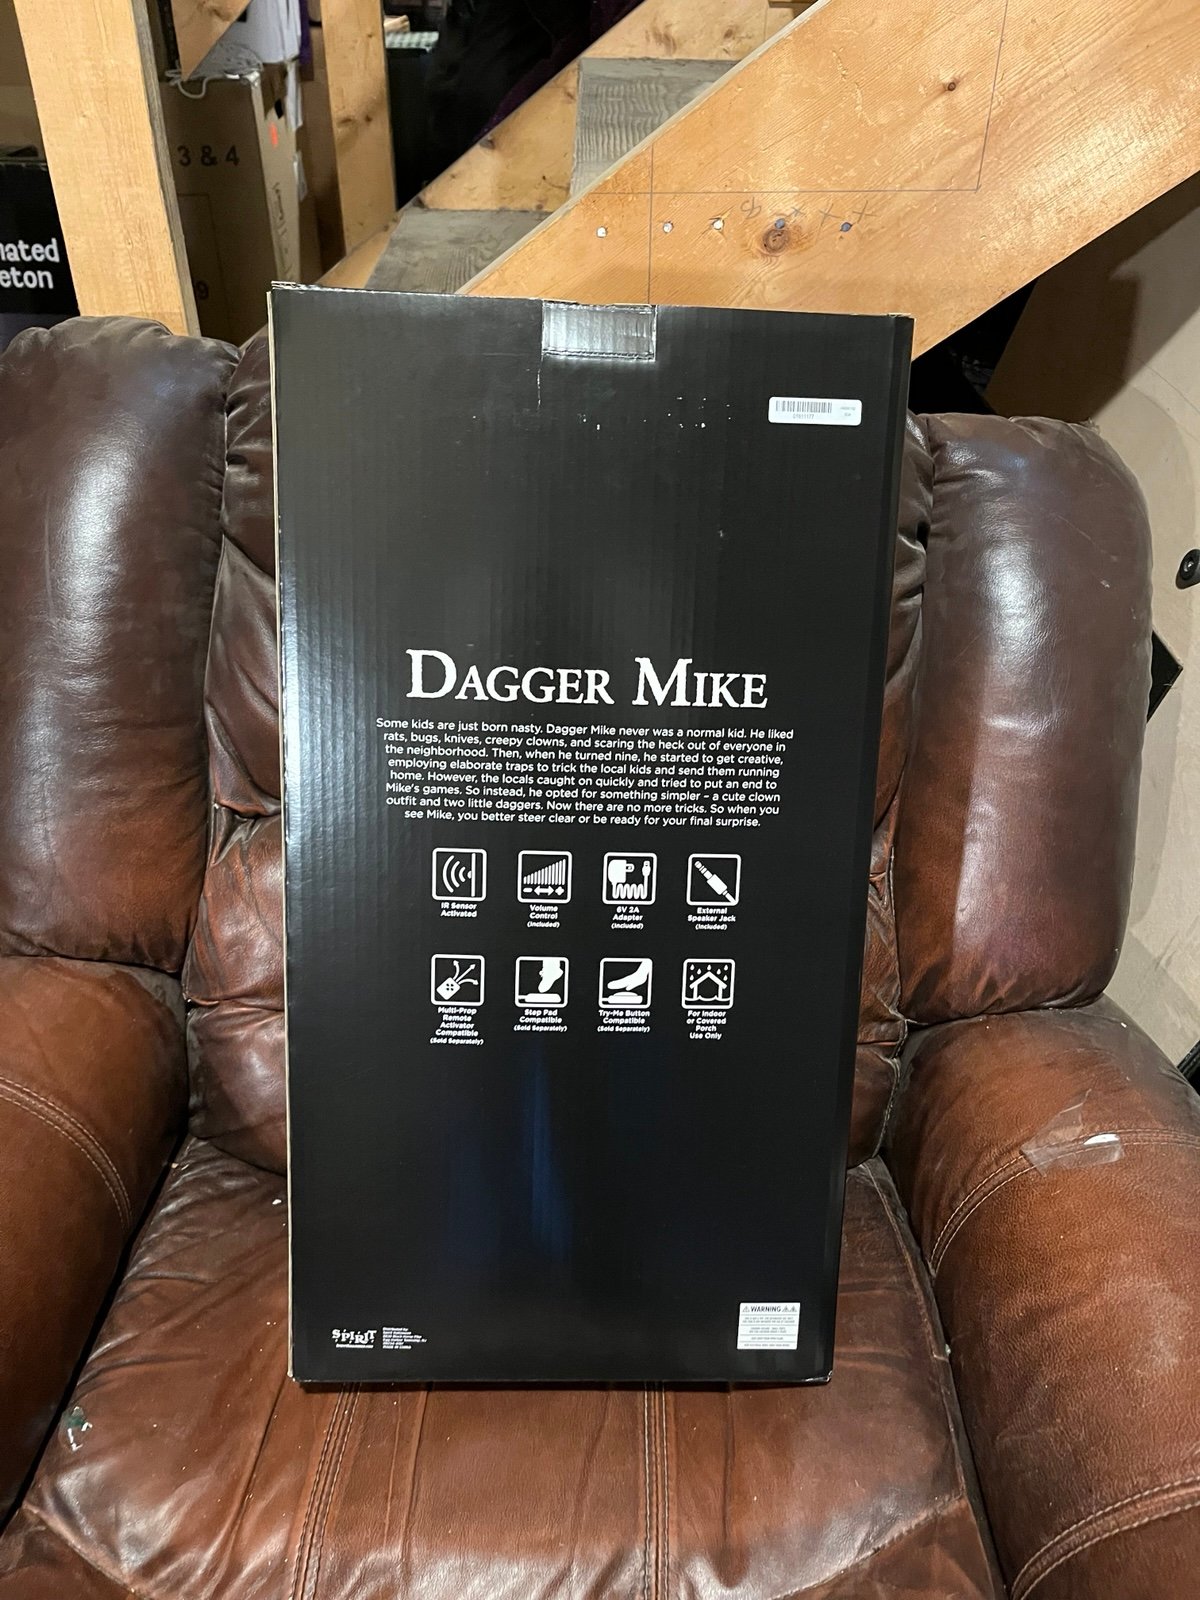 3 & 4
nated
eton
9
DAGGER MIKE
Some kids are just born nasty. Dagger Mike never was a normal kid. He liked
rats, bugs, knives, creepy clowns, and scaring the heck out of everyone in
the neighborhood. Then, when he turned nine, he started to get creative,
employing elaborate traps to trick the local kids and send them running
home. However, the locals caught on quickly and tried to put an end to
Mike's games. So instead, he opted for something simpler – a cute clown
outfit and two little daggers. Now there are no more tricks. So when you
see Mike, you better steer clear or be ready for your final surprise.
IR Sensor
Activated
Volume
Control
(Included)
6V 2A
Adapter
(Included)
External
Speaker Jack
(Included)
Multi-Prop
Remote
Activator
Compatible
(Sold Separately)
Step Pad
Compatible
(Sold Separately)
Try-Me Button
Compatible
(Sold Separately)
For Indoor
or Covered
Porch
Use Only
SPIRIT
Distributed by:
WARNING